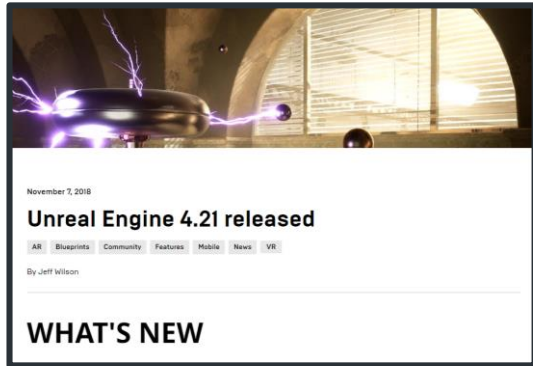 November 7, 2018
Unreal Engine 4.21 released
AR Blueprints Community Features Mobile News VR
By Jeff Wilson
WHAT'S NEW